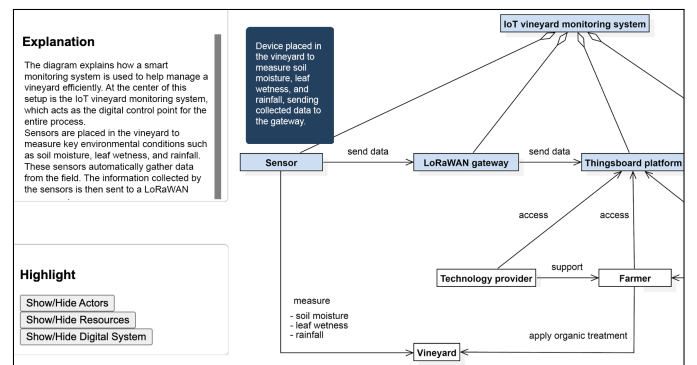 Explanation
The diagram explains how a smart
monitoring system is used to help manage a
vineyard efficiently. At the center of this
setup is the IoT vineyard monitoring system,
which acts as the digital control point for the
entire process.
Sensors are placed in the vineyard to
measure key environmental conditions such
as soil moisture, leaf wetness, and rainfall.
These sensors automatically gather data
from the field. The information collected by
the sensors is then sent to a LoRaWAN
Highlight
Show/Hide Actors
Show/Hide Resources
Show/Hide Digital System
Device placed in
the vineyard to
measure soil
moisture, leaf
wetness, and
rainfall, sending
collected data to
the gateway.
IoT vineyard monitoring system
Sensor
send data
LoRaWAN gateway
send data
Thingsboard platform
access
access
Technology provider
support
Farmer
measure
- soil moisture
- leaf wetness
- rainfall
apply organic treatment
Vineyard